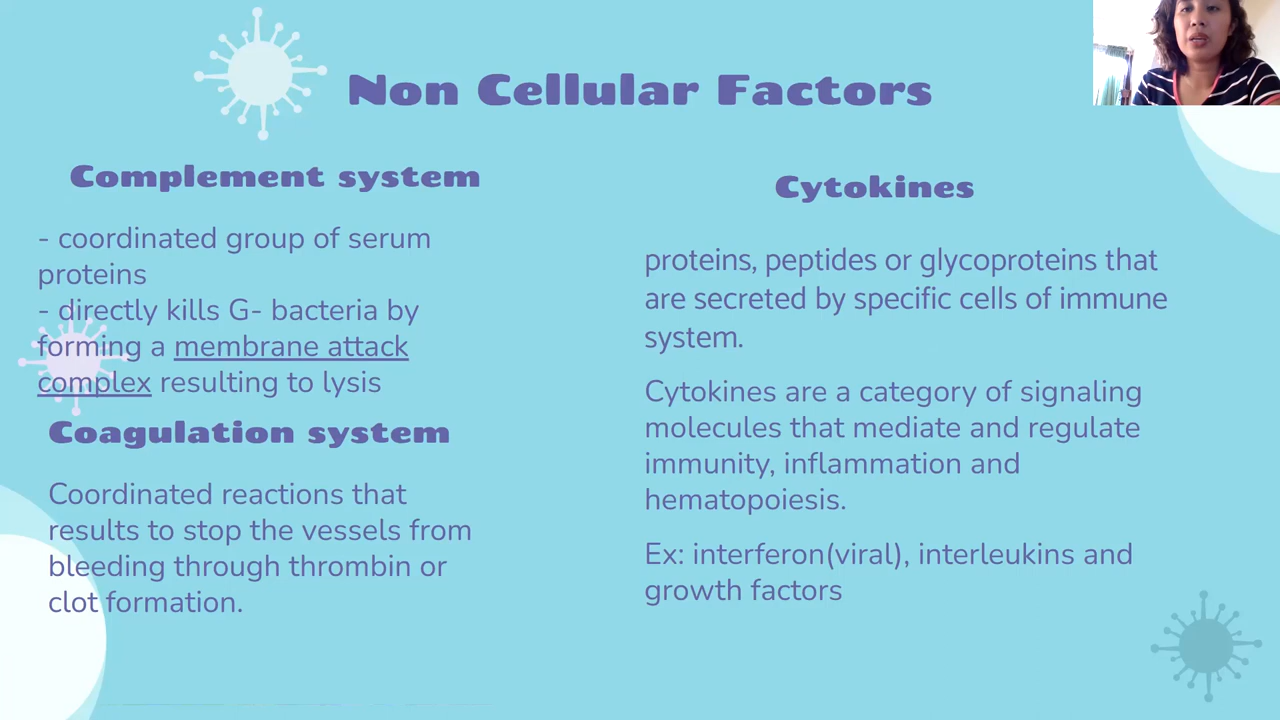 Non Cellular Factors
Complement system
- coordinated group of serum
proteins
- directly kills G- bacteria by
forming a membrane attack
complex resulting to lysis
Coagulation system
Coordinated reactions that
results to stop the vessels from
bleeding through thrombin or
clot formation.
Cytokines
proteins, peptides or glycoproteins that
are secreted by specific cells of immune
system.
Cytokines are a category of signaling
molecules that mediate and regulate
immunity, inflammation and
hematopoiesis.
Ex: interferon(viral), interleukins and
growth factors